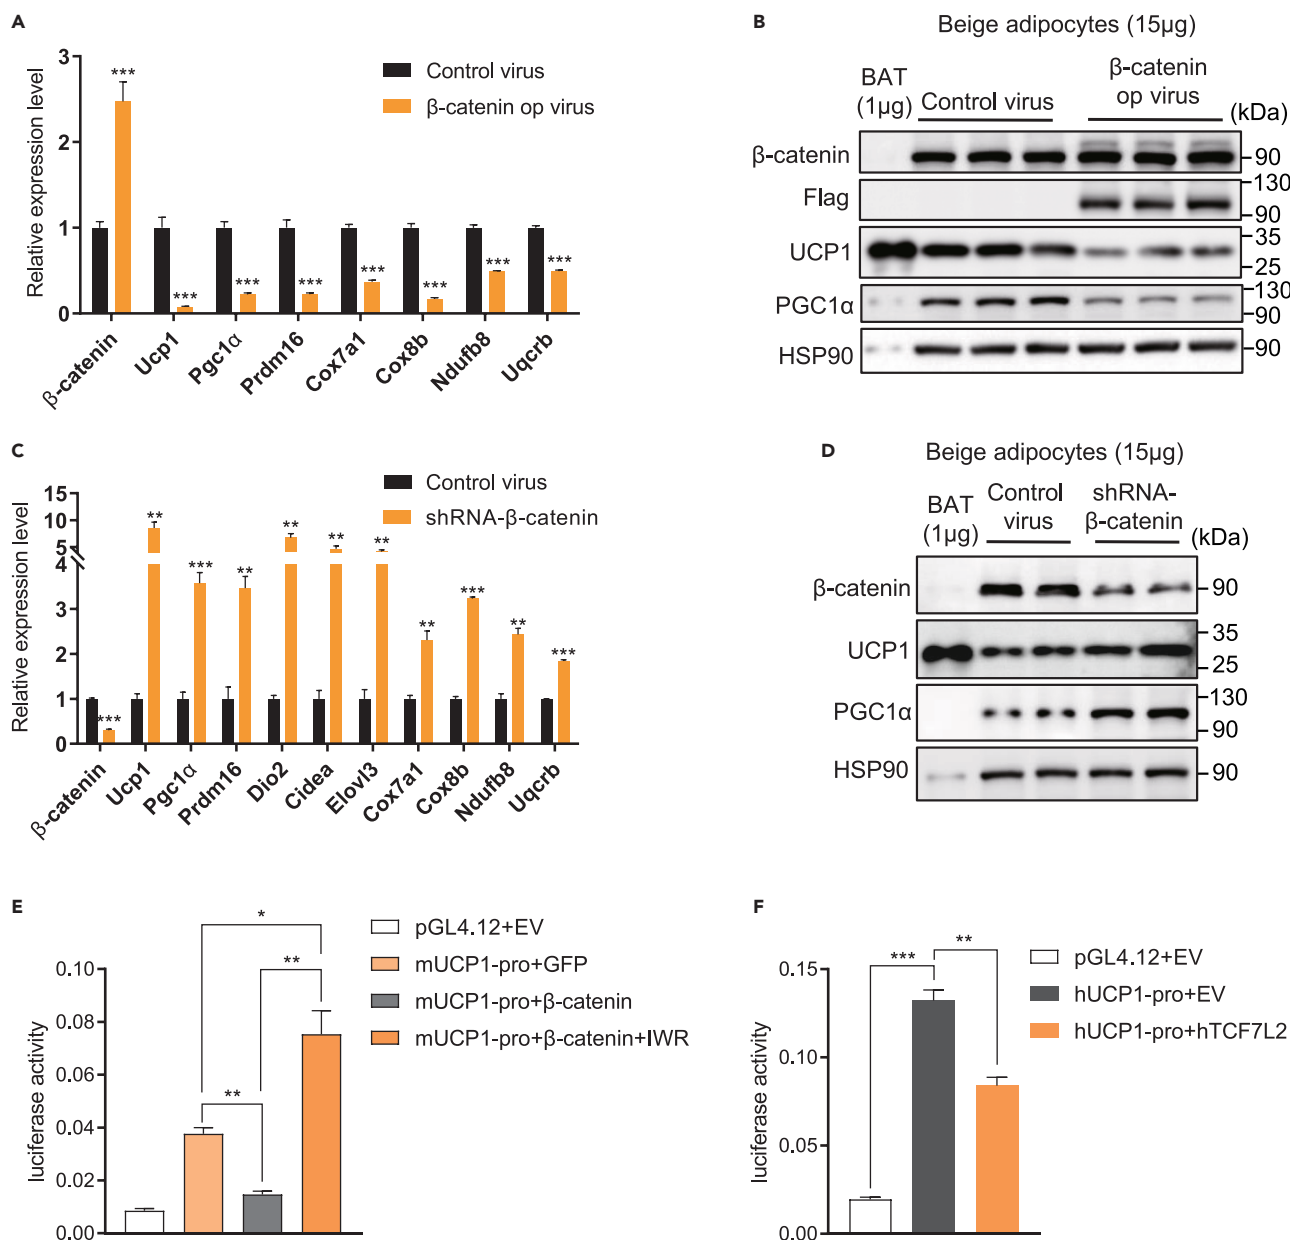 A
Relative expression level
3
2
1
0
Control virus
β-catenin op virus
***
***
***
***
***
***
***
***
β-catenin
Ucp1
Pgc1α
Prdm16
Cox7a1
Cox8b
Ndufb8
Uqcrb
B
Beige adipocytes (15μg)
BAT
(1μg)
Control virus
β-catenin
op virus
(kDa)
β-catenin
90
Flag
130
90
UCP1
35
25
PGC1α
130
90
HSP90
90
C
Relative expression level
15
10
5
4
3
2
1
0
Control virus
shRNA-β-catenin
***
**
***
**
**
**
**
**
***
**
***
β-catenin
Ucp1
Pgc1α
Prdm16
Dio2
Cidea
Elovl3
Cox7a1
Cox8b
Ndufb8
Uqcrb
D
Beige adipocytes (15μg)
BAT
(1μg)
Control
virus
shRNA-
β-catenin
(kDa)
β-catenin
90
UCP1
35
25
PGC1α
130
90
HSP90
90
E
luciferase activity
0.10
0.08
0.06
0.04
0.02
0.00
*
**
**
pGL4.12+EV
mUCP1-pro+GFP
mUCP1-pro+β-catenin
mUCP1-pro+β-catenin+IWR
F
luciferase activity
0.15
0.10
0.05
0.00
***
**
pGL4.12+EV
hUCP1-pro+EV
hUCP1-pro+hTCF7L2